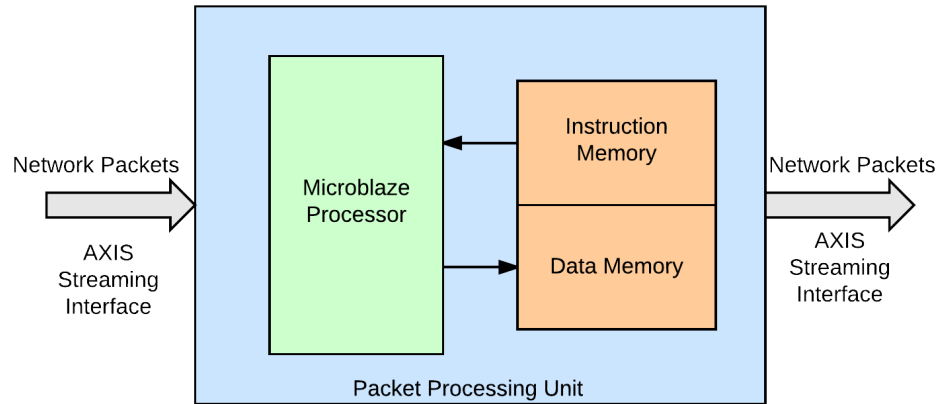 Network Packets
AXIS
Streaming
Interface
Microblaze
Processor
Instruction
Memory
Data Memory
Packet Processing Unit
Network Packets
AXIS
Streaming
Interface